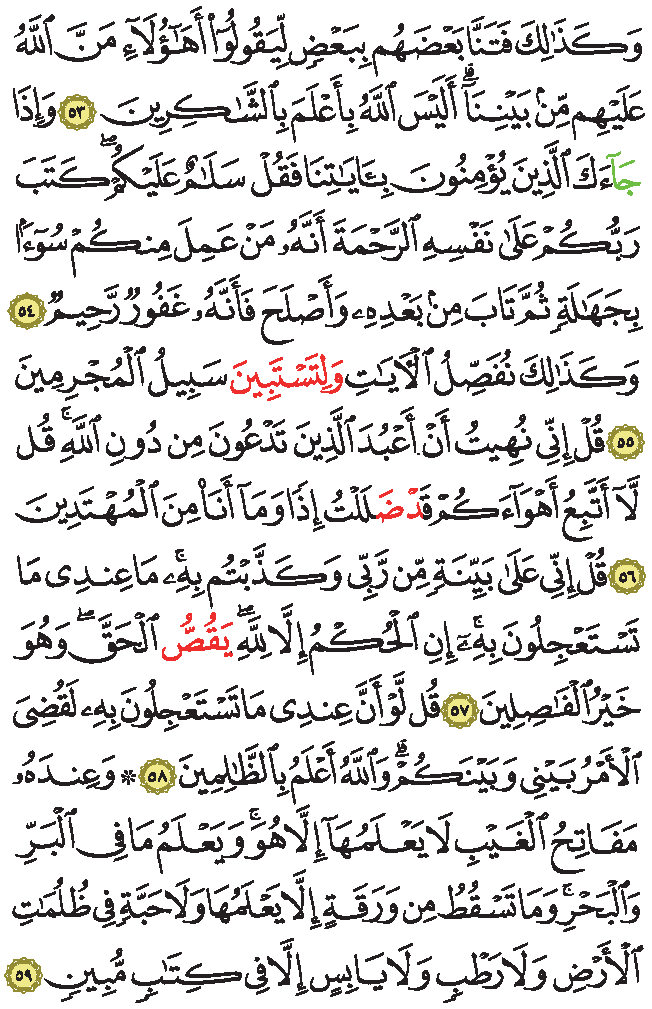 وَكَذَٰلِكَ فَتَنَّا بَعْضَهُم بِبَعْضٍ لِّيَقُولُوٓا۟ أَهَـٰٓؤُلَآءِ مَنَّ ٱللَّهُ
عَلَيْهِم مِّنۢ بَيْنِنَآ ۗ أَلَيْسَ ٱللَّهُ بِأَعْلَمَ بِٱلشَّـٰكِرِينَ ٥٣ وَإِذَا
جَآءَكَ ٱلَّذِينَ يُؤْمِنُونَ بِـَٔايَـٰتِنَا فَقُلْ سَلَـٰمٌ عَلَيْكُمْ ۖ كَتَبَ
رَبُّكُمْ عَلَىٰ نَفْسِهِ ٱلرَّحْمَةَ أَنَّهُۥ مَنْ عَمِلَ مِنكُمْ سُوٓءًۢا
بِجَهَـٰلَةٍ ثُمَّ تَابَ مِنۢ بَعْدِهِۦ وَأَصْلَحَ فَأَنَّهُۥ غَفُورٌ رَّحِيمٌ ٥٤
وَكَذَٰلِكَ نُفَصِّلُ ٱلْـَٔايَـٰتِ وَلِتَسْتَبِينَ سَبِيلُ ٱلْمُجْرِمِينَ
٥٥ قُلْ إِنِّى نُهِيتُ أَنْ أَعْبُدَ ٱلَّذِينَ تَدْعُونَ مِن دُونِ ٱللَّهِ ۚ قُل
لَّآ أَتَّبِعُ أَهْوَآءَكُمْ قَدْ ضَلَلْتُ إِذًا وَمَآ أَنَا۠ مِنَ ٱلْمُهْتَدِينَ
٥٦ قُلْ إِنِّى عَلَىٰ بَيِّنَةٍ مِّن رَّبِّى وَكَذَّبْتُم بِهِۦ ۚ مَا عِندِى مَا
تَسْتَعْجِلُونَ بِهِۦٓ ۚ إِنِ ٱلْحُكْمُ إِلَّا لِلَّهِ ۖ يَقُصُّ ٱلْحَقَّ ۖ وَهُوَ
خَيْرُ ٱلْفَـٰصِلِينَ ٥٧ قُل لَّوْ أَنَّ عِندِى مَا تَسْتَعْجِلُونَ بِهِۦ لَقُضِىَ
ٱلْأَمْرُ بَيْنِى وَبَيْنَكُمْ ۗ وَٱللَّهُ أَعْلَمُ بِٱلظَّـٰلِمِينَ ٥٨ * وَعِندَهُۥ
مَفَاتِحُ ٱلْغَيْبِ لَا يَعْلَمُهَآ إِلَّا هُوَ ۚ وَيَعْلَمُ مَا فِى ٱلْبَرِّ
وَٱلْبَحْرِ ۚ وَمَا تَسْقُطُ مِن وَرَقَةٍ إِلَّا يَعْلَمُهَا وَلَا حَبَّةٍ فِى ظُلُمَـٰتِ
ٱلْأَرْضِ وَلَا رَطْبٍ وَلَا يَابِسٍ إِلَّا فِى كِتَـٰبٍ مُّبِينٍ ٥٩